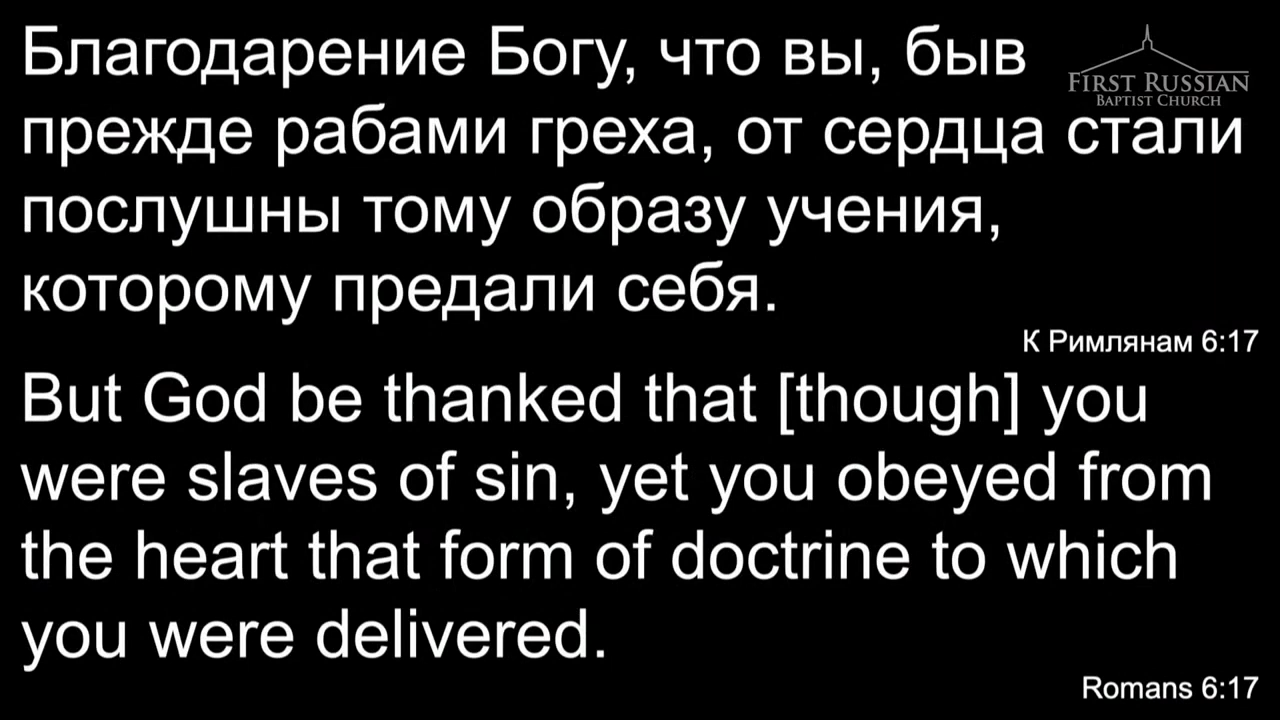 Благодарение Богу, что вы, быв
FIRST RUSSIAN
BAPTIST CHURCH
прежде рабами греха, от сердца стали
послушны тому образу учения,
которому предали себя.
К Римлянам 6:17
But God be thanked that [though] you
were slaves of sin, yet you obeyed from
the heart that form of doctrine to which
you were delivered.
Romans 6:17